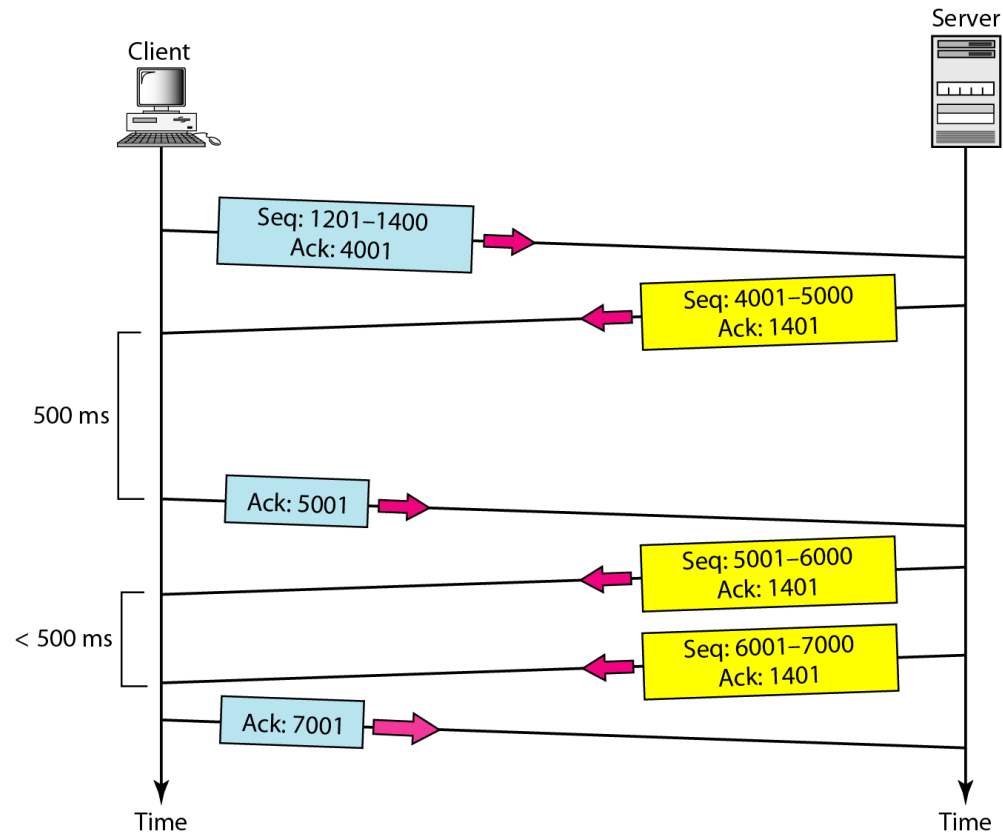 Server
Client
Seq: 1201–1400
Ack: 4001
Seq: 4001–5000
Ack: 1401
500 ms
Ack: 5001
Seq: 5001–6000
Ack: 1401
< 500 ms
Seq: 6001–7000
Ack: 1401
Ack: 7001
Time
Time